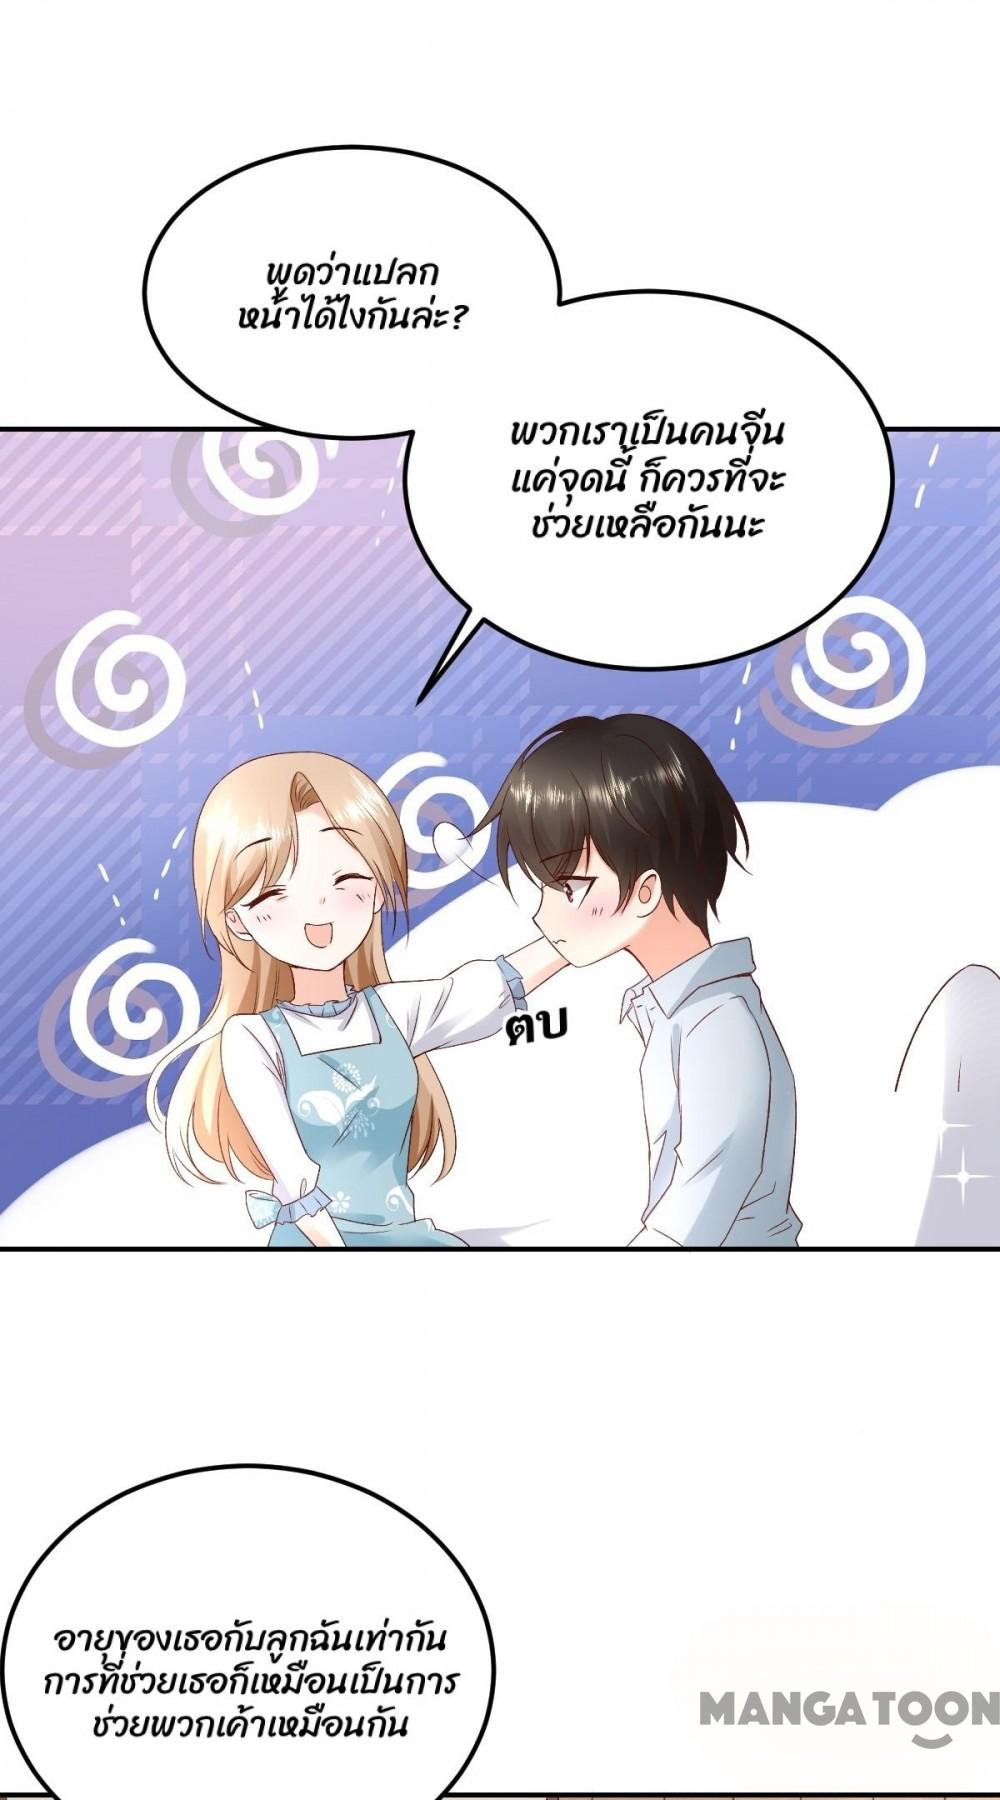 พูดว่าแปลก
หน้าได้ไงกันล่ะ?
พวกเราเป็นคนจีน
แค่จุดนี้ ก็ควรที่จะ
ช่วยเหลือกันนะ
ตบ
อายุของเธอกับลูกฉันเท่ากัน
การที่ช่วยเธอก็เหมือนเป็นการ
ช่วยพวกเค้าเหมือนกัน
MANGATOON